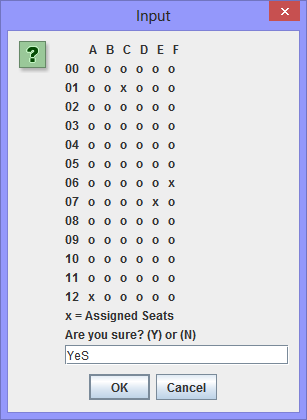 Input
?
A B C D E F
00 o o o o o o
01 o o x o o o
02 o o o o o o
03 o o o o o o
04 o o o o o o
05 o o o o o o
06 o o o o o x
07 o o o o x o
08 o o o o o o
09 o o o o o o
10 o o o o o o
11 o o o o o o
12 x o o o o o
x = Assigned Seats
Are you sure? (Y) or (N)
YeS
OK Cancel